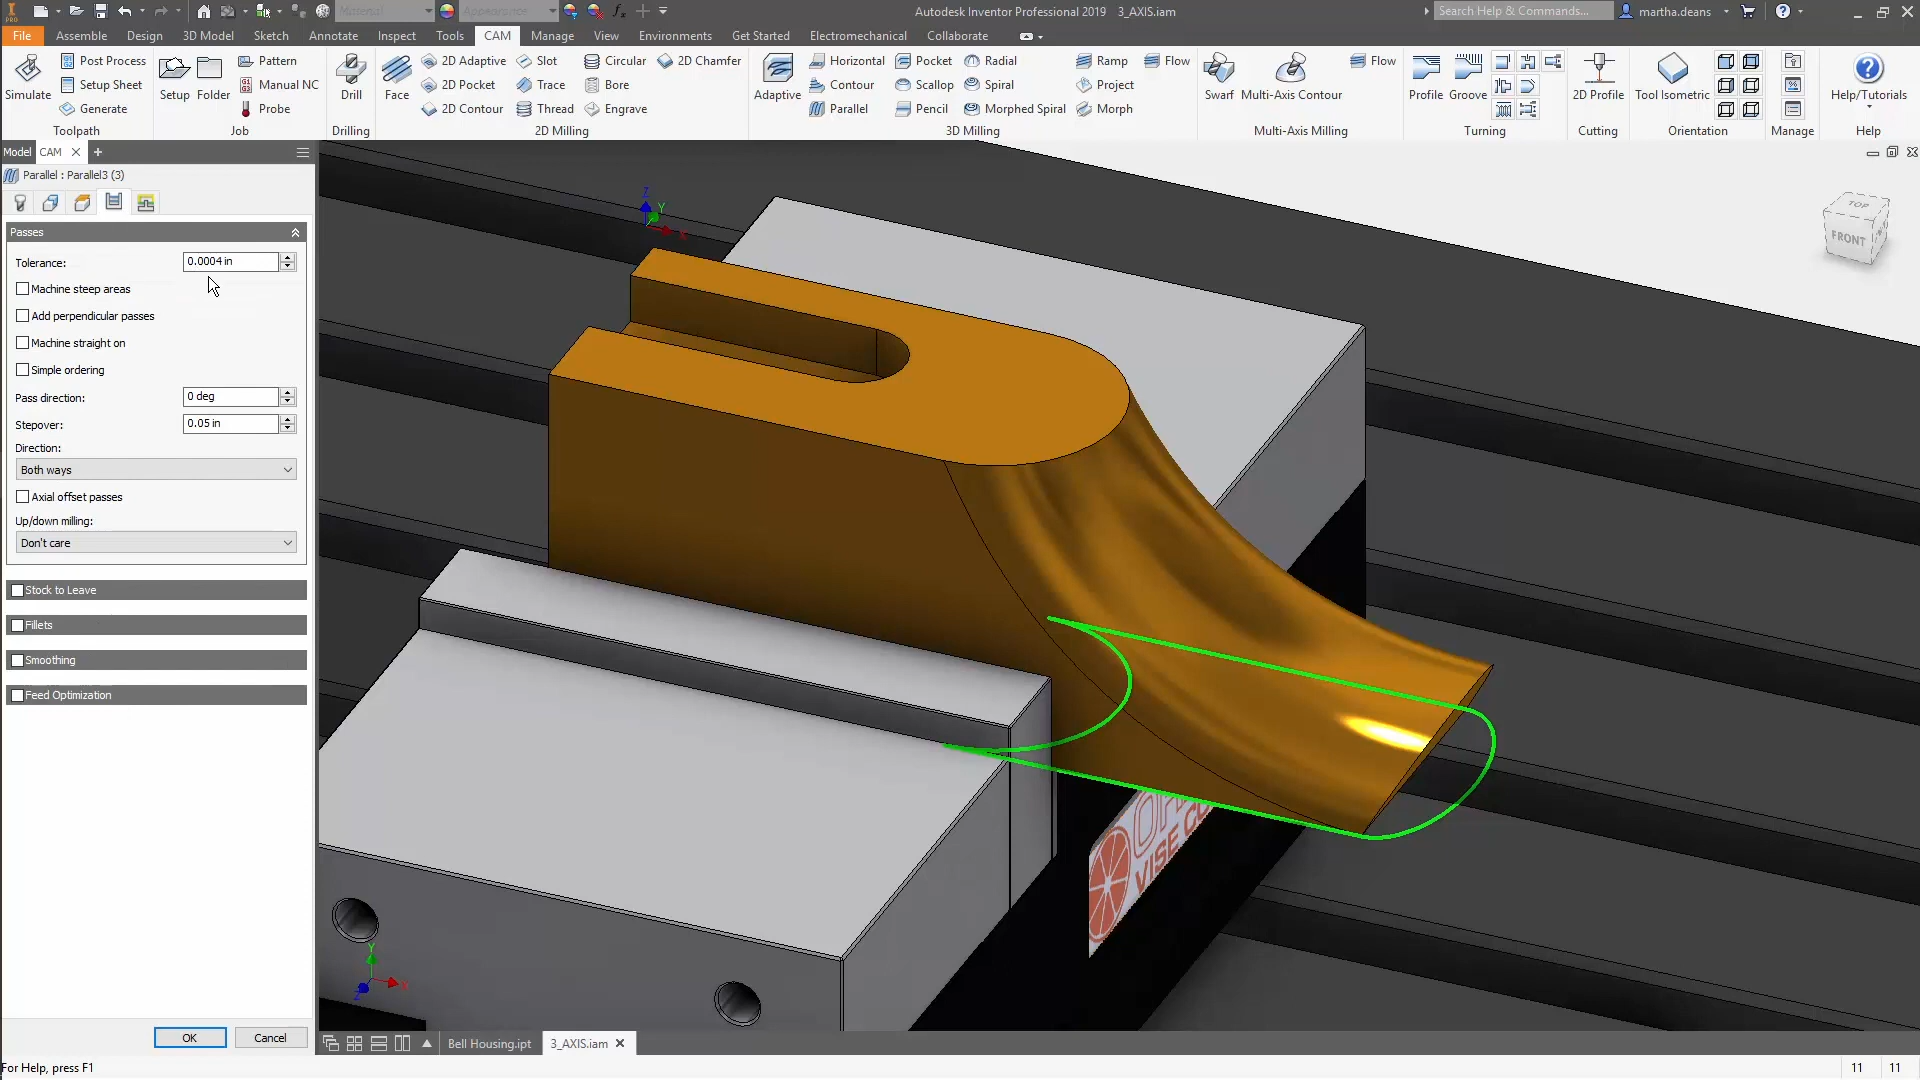 PRO
Material
Appearance
Autodesk Inventor Professional 2019 3_AXIS.iam
Search Help & Commands...
martha.deans
File Assemble Design 3D Model Sketch Annotate Inspect Tools CAM Manage View Environments Get Started Electromechanical Collaborate
Simulate
Post Process
Setup Sheet
Generate
Toolpath
Setup
Folder
Pattern
Manual NC
Probe
Job
Drill
Drilling
Face
2D Adaptive
2D Pocket
2D Contour
Slot
Trace
Thread
Circular
Bore
Engrave
2D Chamfer
2D Milling
Adaptive
Horizontal
Contour
Parallel
Pocket
Scallop
Pencil
Radial
Spiral
Morphed Spiral
Ramp
Project
Morph
Flow
3D Milling
Swarf
Multi-Axis Contour
Flow
Multi-Axis Milling
Profile
Groove
Turning
2D Profile
Cutting
Tool Isometric
Orientation
Manage
Help/Tutorials
Help
Model CAM
Parallel : Parallel3 (3)
Passes
Tolerance: 0.0004 in
Machine steep areas
Add perpendicular passes
Machine straight on
Simple ordering
Pass direction: 0 deg
Stepover: 0.05 in
Direction:
Both ways
Axial offset passes
Up/down milling:
Don't care
Stock to Leave
Fillets
Smoothing
Feed Optimization
OK Cancel
Z
Y
X
TOP
FRONT
VISE CO
Y
X
Z
Bell Housing.ipt 3_AXIS.iam
For Help, press F1
11 11